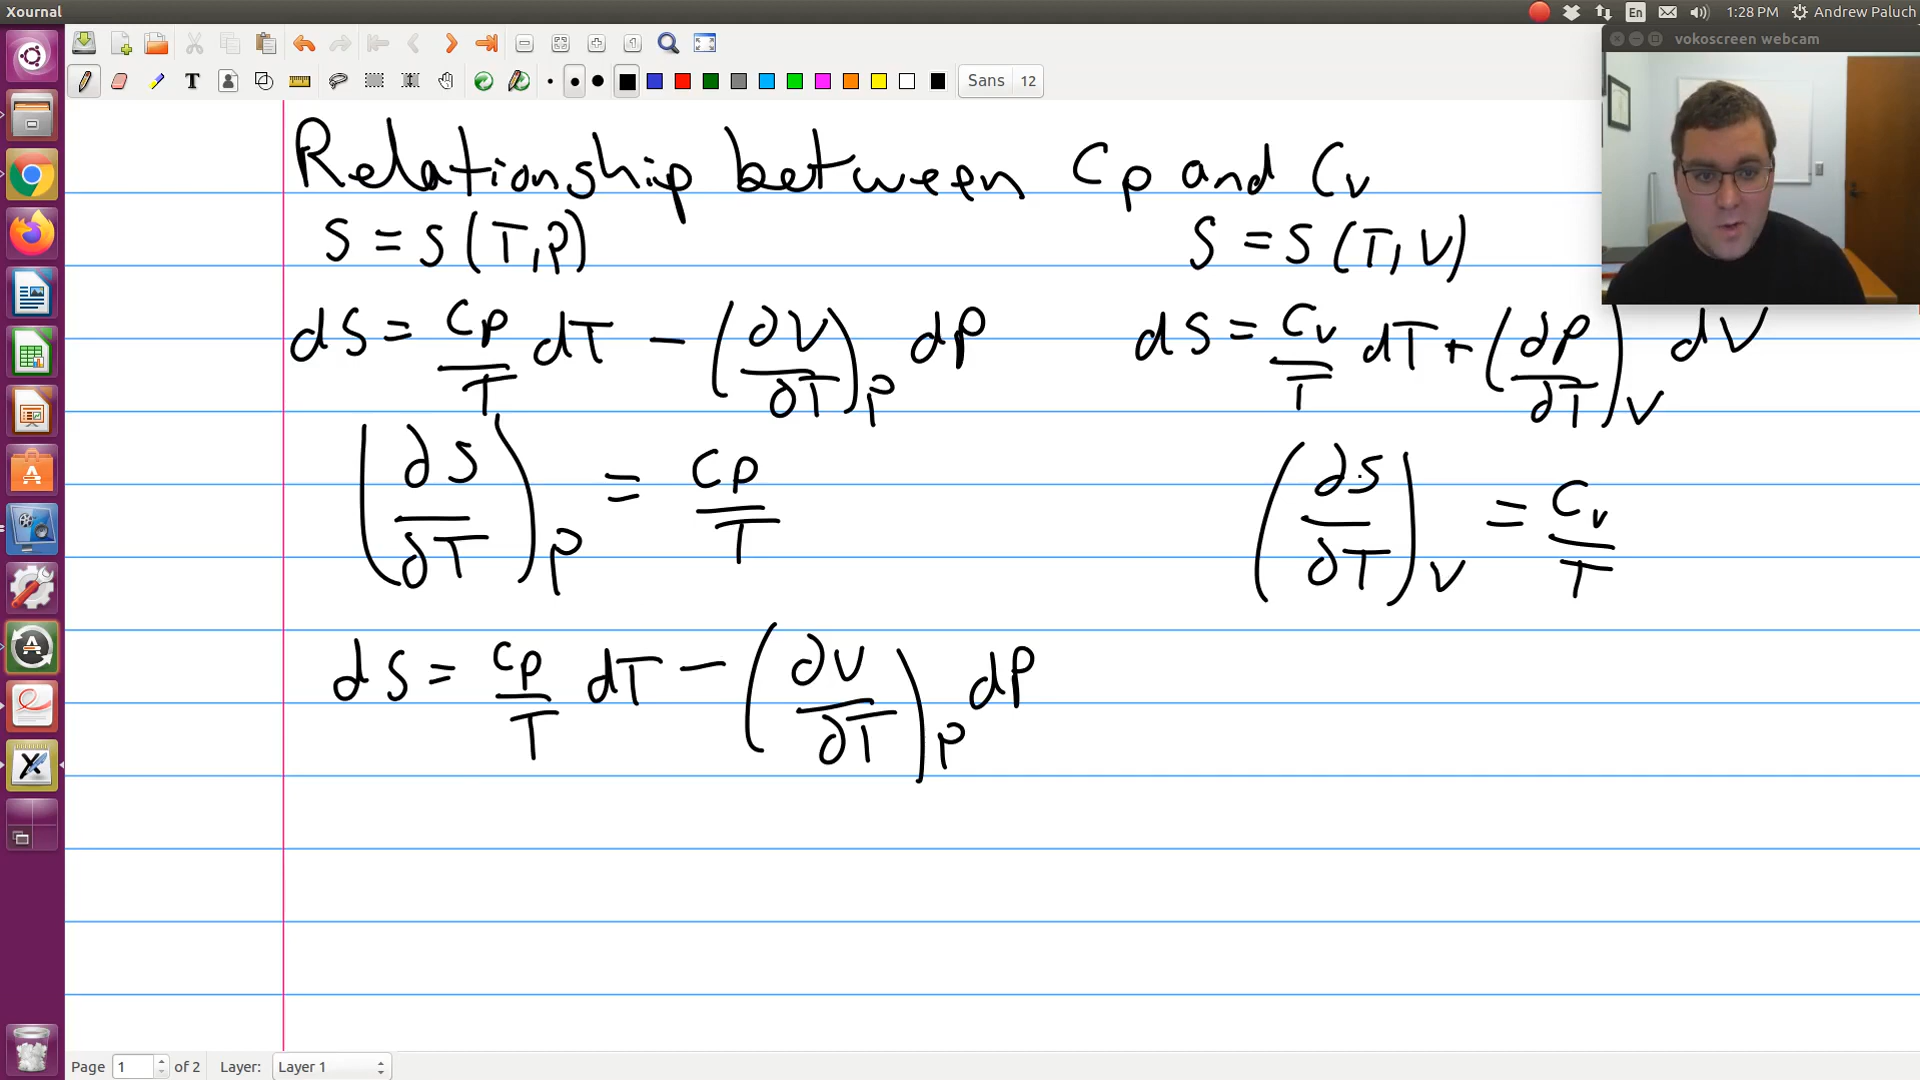 Xournal
En
1:28 PM
Andrew Paluch
vokoscreen webcam
Sans 12
Relationship between Cp and Cv
S = S(T,P)
S = S(T,V)
dS = Cp/T dT − (∂V/∂T)P dP
dS = Cv/T dT + (∂P/∂T)V dV
(∂S/∂T)P = Cp/T
(∂S/∂T)V = Cv/T
dS = Cp/T dT − (∂V/∂T)P dP
Page 1 of 2 Layer: Layer 1